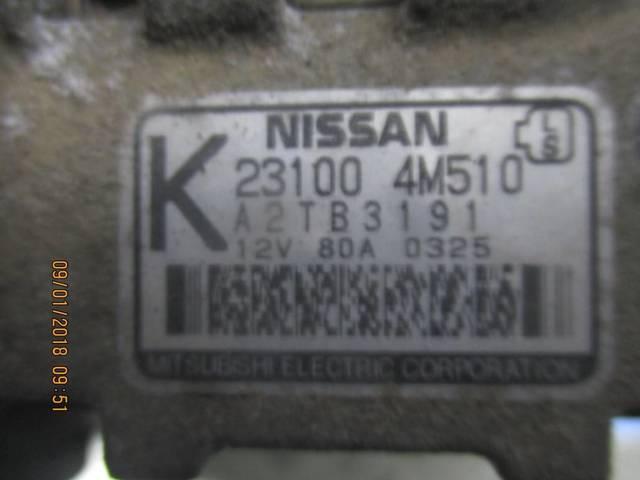 NISSAN
L
S
K
23100 4M510
A2TB3191
12V 80A 0325
MITSUBISHI ELECTRIC CORPORATION
09/01/2018 09:51